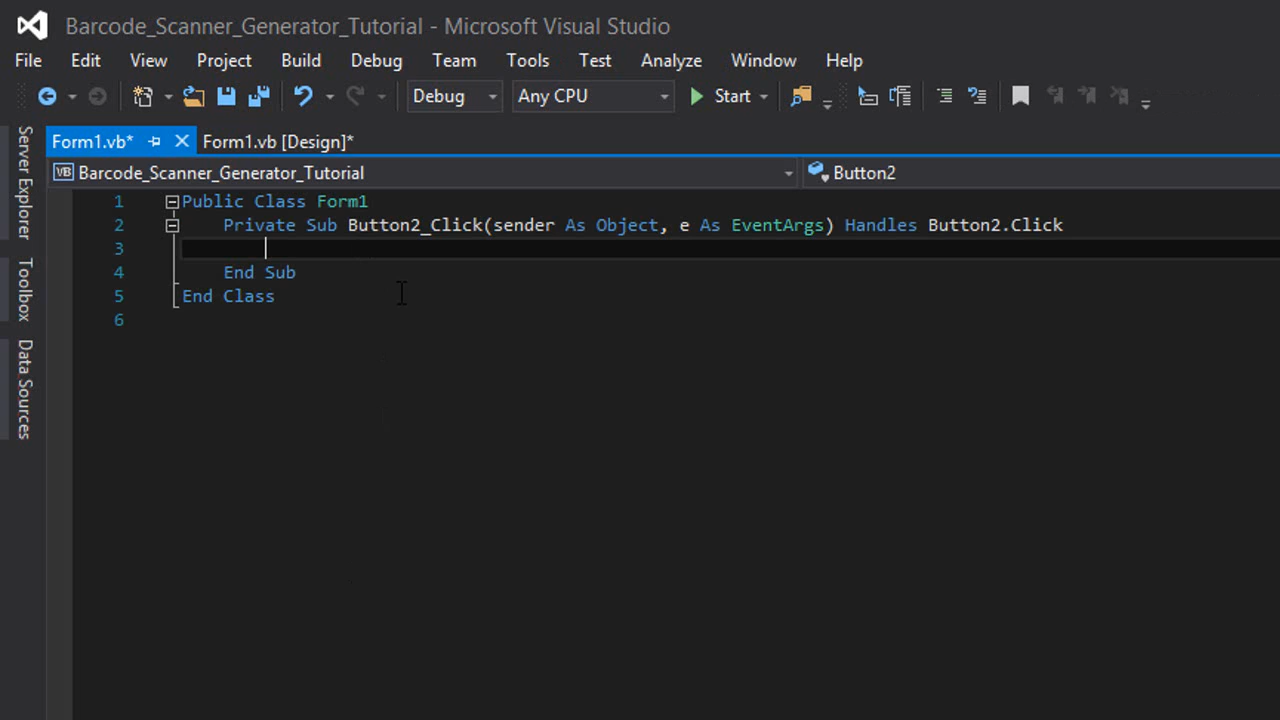 Barcode_Scanner_Generator_Tutorial - Microsoft Visual Studio
File Edit View Project Build Debug Team Tools Test Analyze Window Help
Debug Any CPU Start
Server Explorer
Toolbox
Data Sources
Form1.vb* Form1.vb [Design]*
VB Barcode_Scanner_Generator_Tutorial Button2
1 Public Class Form1
2 Private Sub Button2_Click(sender As Object, e As EventArgs) Handles Button2.Click
3
4 End Sub
5 End Class
6